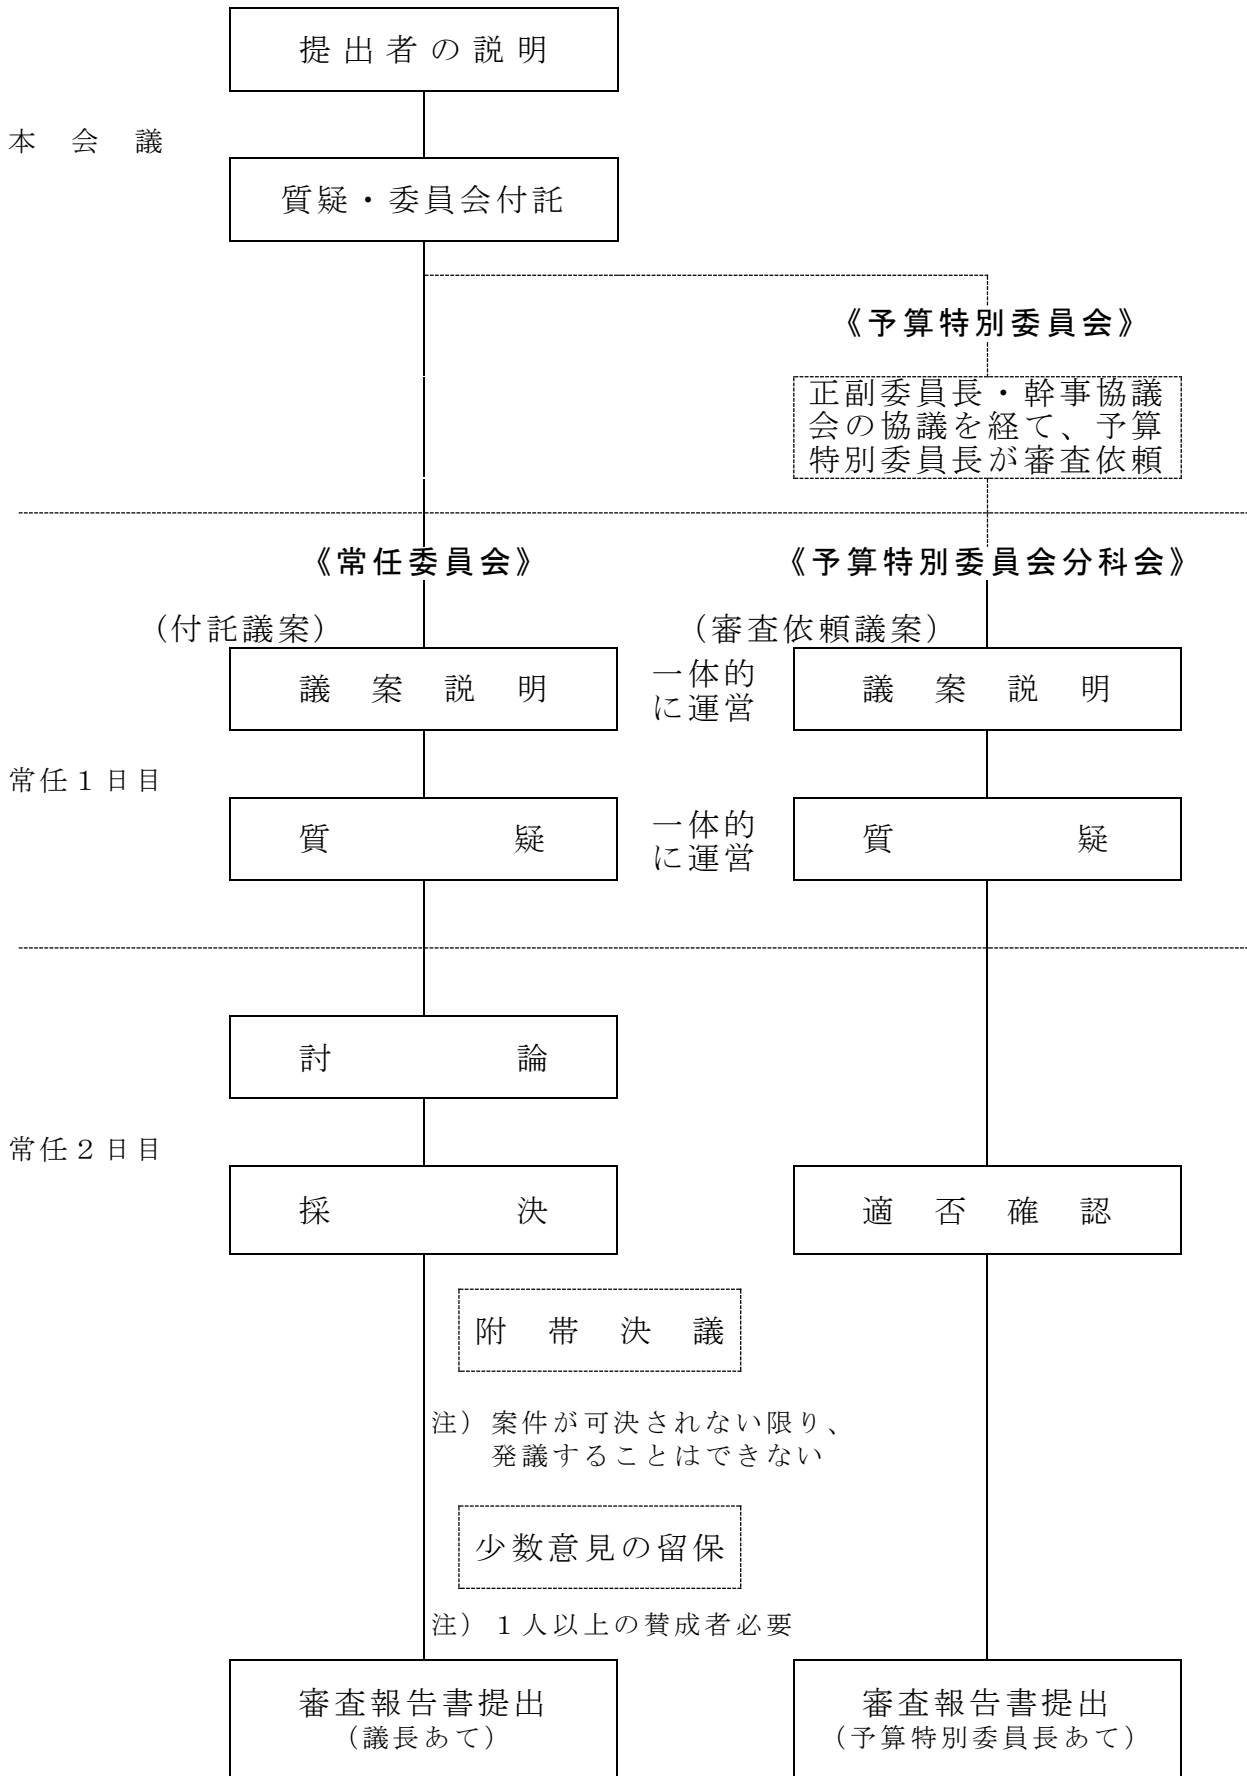 提出者の説明
本会議
質疑・委員会付託
《予算特別委員会》
正副委員長・幹事協議
会の協議を経て、予算
特別委員長が審査依頼
《常任委員会》
《予算特別委員会分科会》
（付託議案）
（審査依頼議案）
議案説明
一体的
に運営
議案説明
常任１日目
質疑
一体的
に運営
質疑
討論
常任２日目
採決
適否確認
附帯決議
注）案件が可決されない限り、
発議することはできない
少数意見の留保
注）１人以上の賛成者必要
審査報告書提出
（議長あて）
審査報告書提出
（予算特別委員長あて）